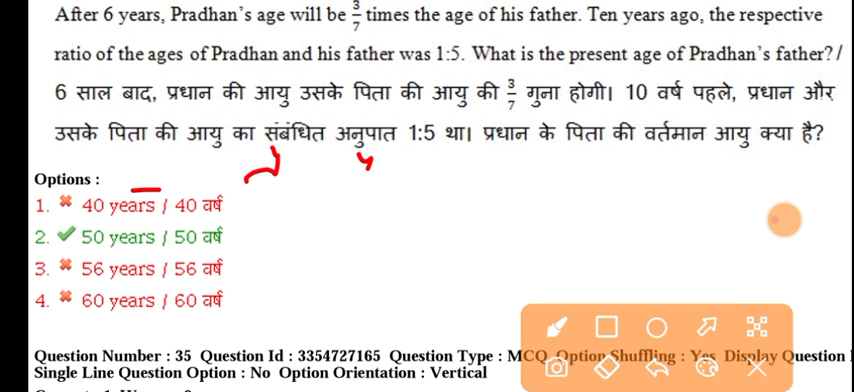 After 6 years, Pradhan's age will be 3/7 times the age of his father. Ten years ago, the respective
ratio of the ages of Pradhan and his father was 1:5. What is the present age of Pradhan's father? /
6 साल बाद, प्रधान की आयु उसके पिता की आयु की 3/7 गुना होगी। 10 वर्ष पहले, प्रधान और
उसके पिता की आयु का संबंधित अनुपात 1:5 था। प्रधान के पिता की वर्तमान आयु क्या है?
Options :
1. 40 years / 40 वर्ष
2. 50 years / 50 वर्ष
3. 56 years / 56 वर्ष
4. 60 years / 60 वर्ष
Question Number : 35 Question Id : 3354727165 Question Type : MCQ Option Shuffling : Yes Display Question
Single Line Question Option : No Option Orientation : Vertical